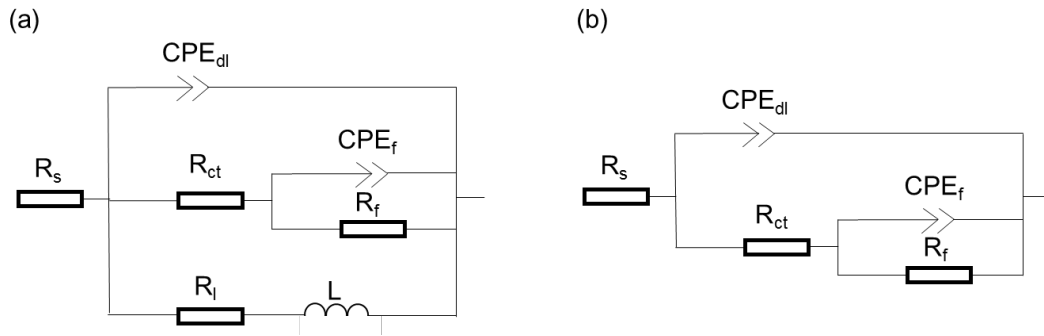 (a)
CPE_dl
CPE_f
R_s
R_ct
R_f
R_l
L
(b)
CPE_dl
R_s
CPE_f
R_ct
R_f